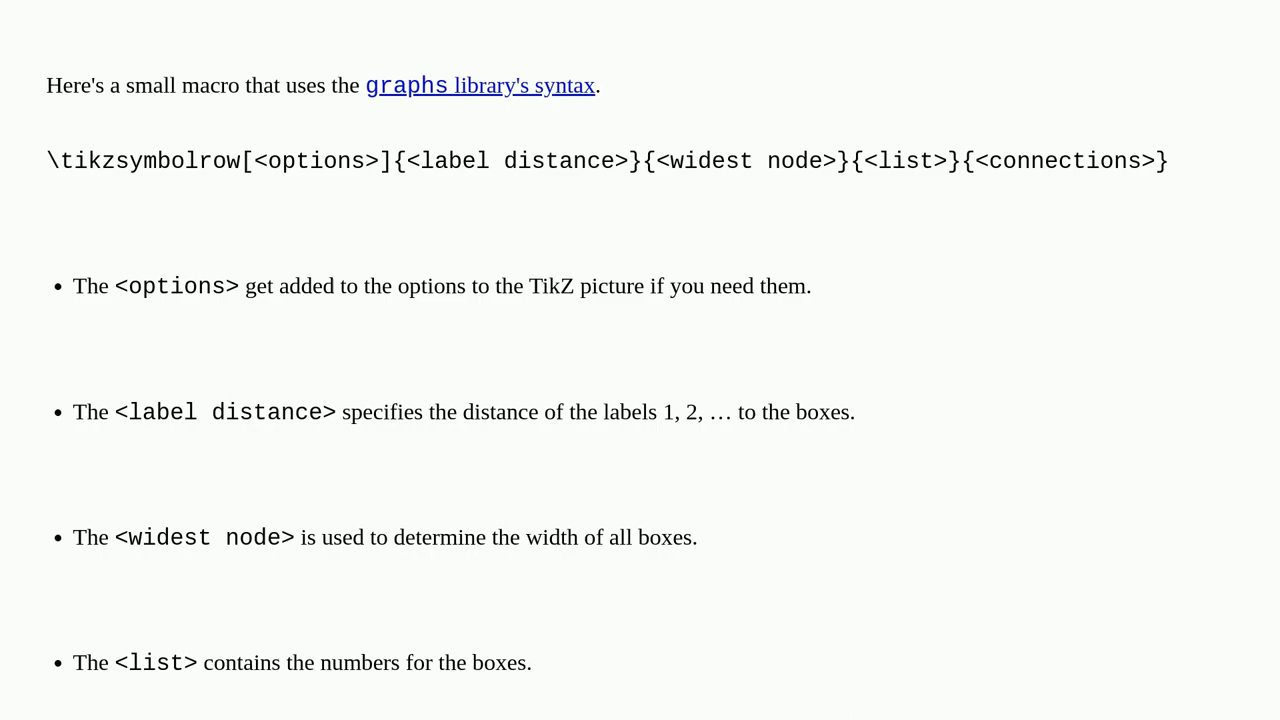 Here's a small macro that uses the graphs library's syntax.
\tikzsymbolrow[<options>]{<label distance>}{<widest node>}{<list>}{<connections>}
• The <options> get added to the options to the TikZ picture if you need them.
• The <label distance> specifies the distance of the labels 1, 2, … to the boxes.
• The <widest node> is used to determine the width of all boxes.
• The <list> contains the numbers for the boxes.